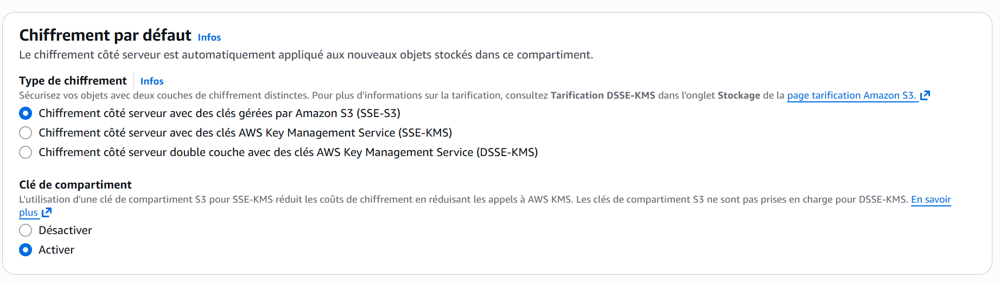 Chiffrement par défaut Infos
Le chiffrement côté serveur est automatiquement appliqué aux nouveaux objets stockés dans ce compartiment.
Type de chiffrement Infos
Sécurisez vos objets avec deux couches de chiffrement distinctes. Pour plus d'informations sur la tarification, consultez Tarification DSSE-KMS dans l'onglet Stockage de la page tarification Amazon S3.
Chiffrement côté serveur avec des clés gérées par Amazon S3 (SSE-S3)
Chiffrement côté serveur avec des clés AWS Key Management Service (SSE-KMS)
Chiffrement côté serveur double couche avec des clés AWS Key Management Service (DSSE-KMS)
Clé de compartiment
L'utilisation d'une clé de compartiment S3 pour SSE-KMS réduit les coûts de chiffrement en réduisant les appels à AWS KMS. Les clés de compartiment S3 ne sont pas prises en charge pour DSSE-KMS. En savoir
plus
Désactiver
Activer